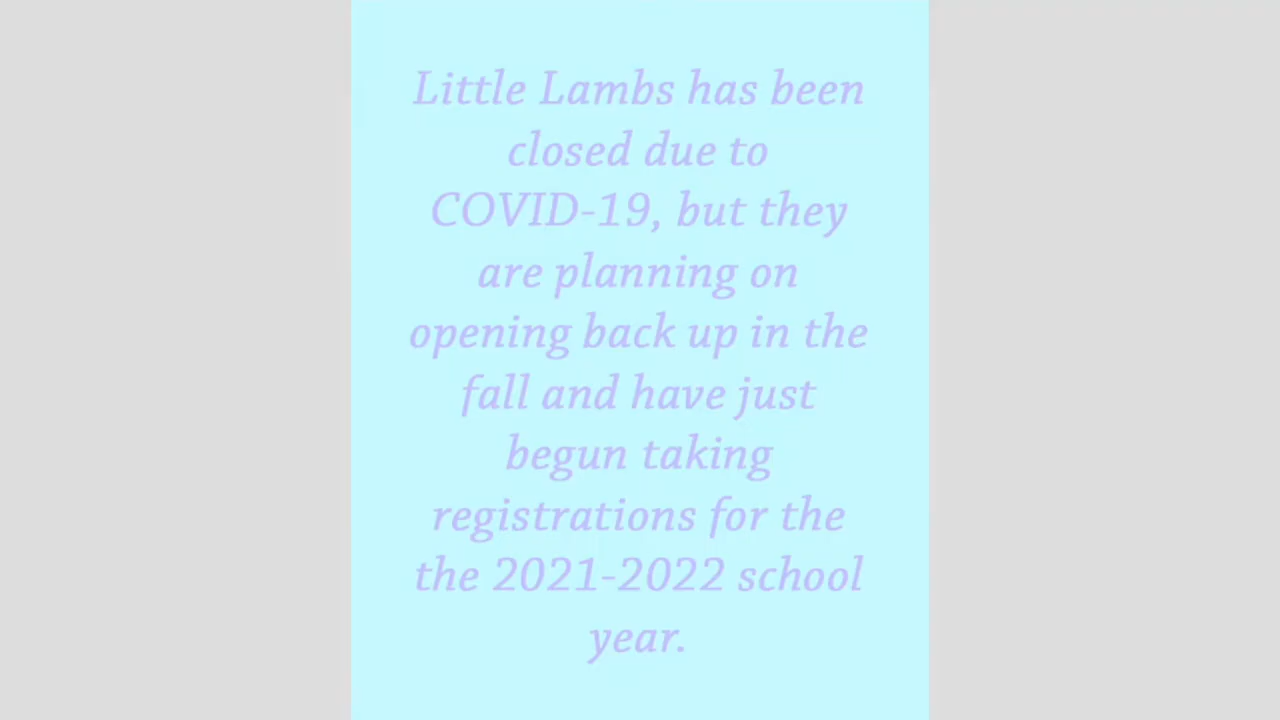 Little Lambs has been
closed due to
COVID-19, but they
are planning on
opening back up in the
fall and have just
begun taking
registrations for the
the 2021-2022 school
year.